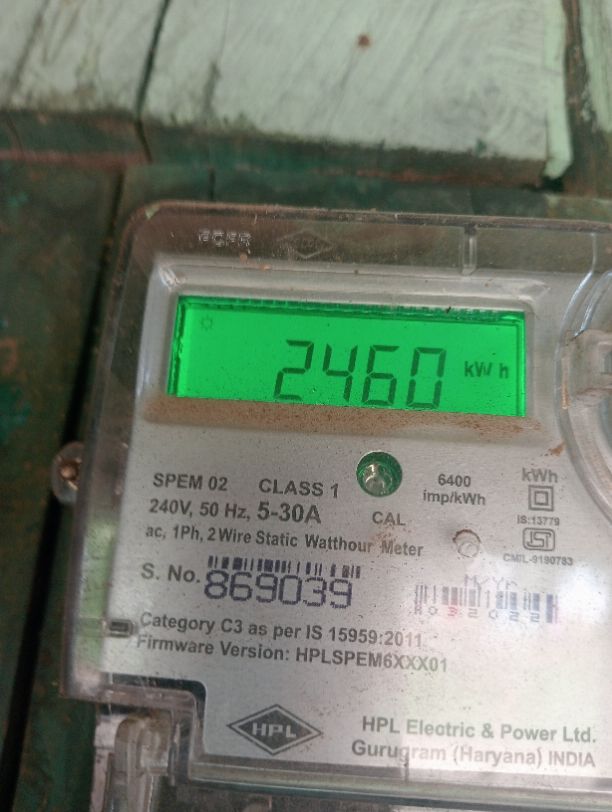 2460 kWh
SPEM 02 CLASS 1
240V, 50 Hz, 5-30A
ac, 1Ph, 2 Wire Static Watthour Meter
CAL
6400
imp/kWh
kWh
IS:13779
CM/L-9190783
S. No. 869039
Category C3 as per IS 15959:2011
Firmware Version: HPLSPEM6XXX01
HPL
HPL Electric & Power Ltd.
Gurugram (Haryana) INDIA